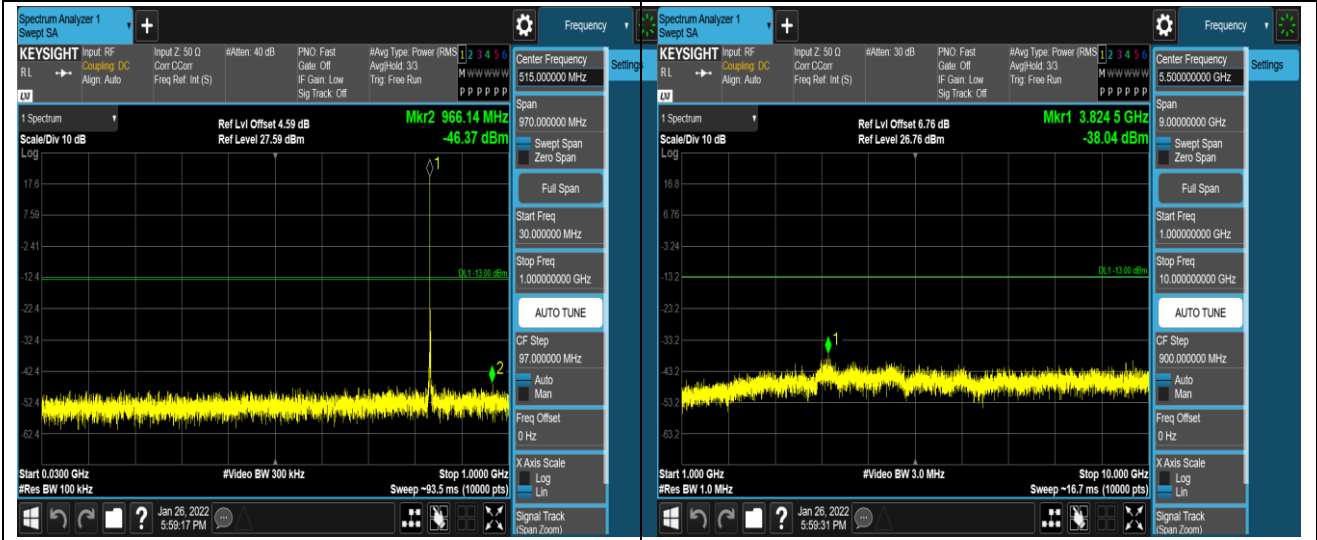 Spectrum Analyzer 1
Swept SA
+
Frequency
KEYSIGHT
RL
LXI
Input: RF
Coupling: DC
Align: Auto
Input Z: 50 Ω
Corr CCorr
Freq Ref: Int (S)
#Atten: 40 dB
PNO: Fast
Gate: Off
IF Gain: Low
Sig Track: Off
#Avg Type: Power (RMS
Avg|Hold: 3/3
Trig: Free Run
1 2 3 4 5 6
M W W W W W
P P P P P P
Center Frequency
515.000000 MHz
Settings
Span
970.000000 MHz
Swept Span
Zero Span
Full Span
Start Freq
30.000000 MHz
Stop Freq
1.000000000 GHz
AUTO TUNE
CF Step
97.000000 MHz
Auto
Man
Freq Offset
0 Hz
X Axis Scale
Log
Lin
Signal Track
(Span Zoom)
1 Spectrum
Scale/Div 10 dB
Log
Ref Lvl Offset 4.59 dB
Ref Level 27.59 dBm
Mkr2 966.14 MHz
-46.37 dBm
1
17.6
7.59
-2.41
-12.4
DL1 -13.00 dBm
-22.4
-32.4
-42.4
2
-52.4
-62.4
Start 0.0300 GHz
#Video BW 300 kHz
Stop 1.0000 GHz
#Res BW 100 kHz
Sweep ~93.5 ms (10000 pts)
?
Jan 26, 2022
5:59:17 PM
Spectrum Analyzer 1
Swept SA
+
Frequency
KEYSIGHT
RL
LXI
Input: RF
Coupling: DC
Align: Auto
Input Z: 50 Ω
Corr CCorr
Freq Ref: Int (S)
#Atten: 30 dB
PNO: Fast
Gate: Off
IF Gain: Low
Sig Track: Off
#Avg Type: Power (RMS
Avg|Hold: 3/3
Trig: Free Run
1 2 3 4 5 6
M W W W W W
P P P P P P
Center Frequency
5.500000000 GHz
Settings
Span
9.00000000 GHz
Swept Span
Zero Span
Full Span
Start Freq
1.000000000 GHz
Stop Freq
10.000000000 GHz
AUTO TUNE
CF Step
900.000000 MHz
Auto
Man
Freq Offset
0 Hz
X Axis Scale
Log
Lin
Signal Track
(Span Zoom)
1 Spectrum
Scale/Div 10 dB
Log
Ref Lvl Offset 6.76 dB
Ref Level 26.76 dBm
Mkr1 3.824 5 GHz
-38.04 dBm
16.8
6.76
-3.24
-13.2
DL1 -13.00 dBm
-23.2
-33.2
1
-43.2
-53.2
-63.2
Start 1.000 GHz
#Video BW 3.0 MHz
Stop 10.000 GHz
#Res BW 1.0 MHz
Sweep ~16.7 ms (10000 pts)
?
Jan 26, 2022
5:59:31 PM